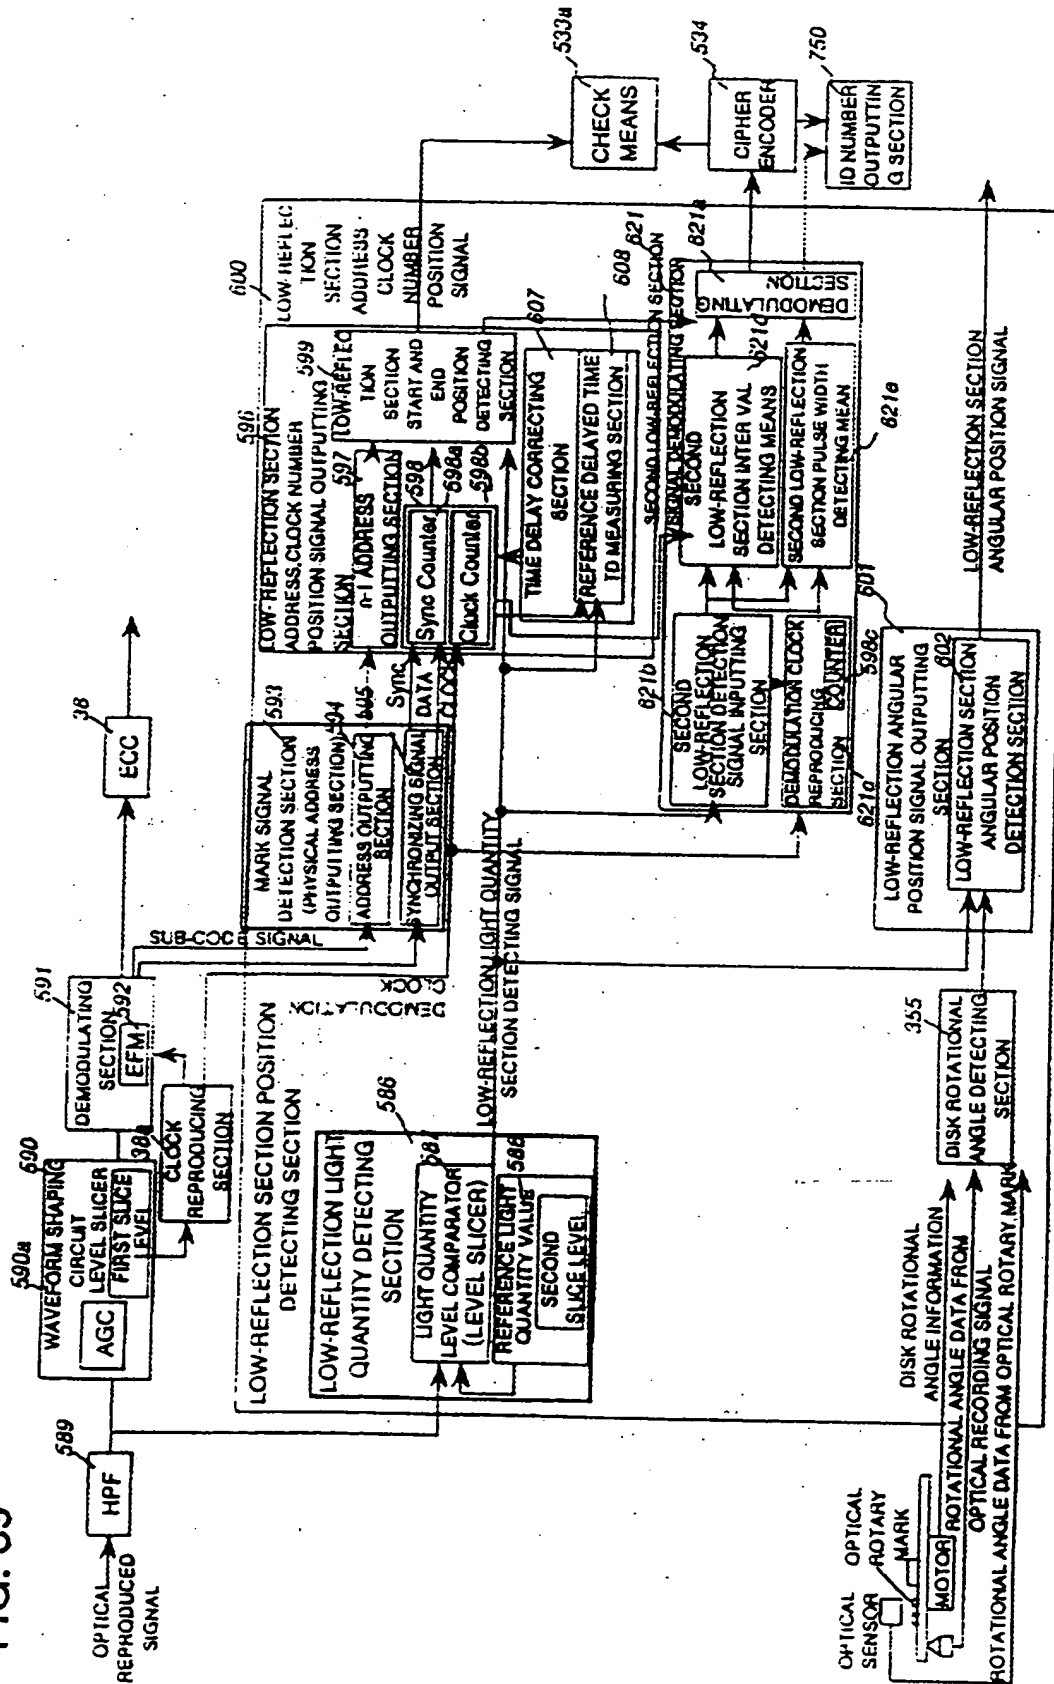 OPTICAL
REPRODUCED
SIGNAL
589
HPF
590a
690
WAVEFORM SHAPING
CIRCUIT
LEVEL SLICER
FIRST SLICE
LEVEL
AGC
591
DEMODULATING
SECTION
592
EFM
CLOCK
REPRODUCING
SECTION
38
ECC
SUB-CODE SIGNAL
DEMODULATION
CLOCK
LOW-REFLECTION SECTION POSITION
DETECTING SECTION
586
LOW-REFLECTION LIGHT
QUANTITY DETECTING
SECTION
LIGHT QUANTITY
LEVEL COMPARATOR
(LEVEL SLICER)
588
REFERENCE LIGHT
QUANTITY VALUE
SECOND
SLICE LEVEL
LOW-REFLECTION LIGHT QUANTITY
SECTION DETECTING SIGNAL
593
MARK SIGNAL
DETECTION SECTION
(PHYSICAL ADDRESS
OUTPUTTING SECTION)
ADDRESS OUTPUTTING
SECTION
SYNCHRONIZING SIGNAL
OUTPUT SECTION
Sync
DATA
CLOCK
596
LOW-REFLECTION SECTION
ADDRESS,CLOCK NUMBER
POSITION SIGNAL OUTPUTTING
SECTION
597
n-1 ADDRESS
OUTPUTTING SECTION
598
598a
Sync Counter
598b
Clock Counter
599
LOW-REFLEC
TION
SECTION
START AND
END
POSITION
DETECTING
SECTION
600
LOW-REFLEC
TION
SECTION
ADDRESS
CLOCK
NUMBER
POSITION
SIGNAL
607
TIME DELAY CORRECTING
SECTION
608
REFERENCE DELAYED TIME
TD MEASURING SECTION
SECOND LOW-REFLECTION SECTION
SIGNAL DEMODULATING SECTION
621
621b
SECOND
LOW-REFLECTION
SECTION DETECTION
SIGNAL INPUTTING
SECTION
DEMODULATION CLOCK
REPRODUCING
SECTION
COUNTER
598c
SECOND
LOW-REFLECTION
SECTION INTER VAL
DETECTING MEANS
SECOND LOW-REFLECTION
SECTION PULSE WIDTH
DETECTING MEAN
621e
621a
DEMODULATING
SECTION
533a
CHECK
MEANS
534
CIPHER
ENCODER
750
ID NUMBER
OUTPUTTIN
G SECTION
601
LOW-REFLECTION ANGULAR
POSITION SIGNAL OUTPUTING
SECTION
602
LOW-REFLECTION SECTION
ANGULAR POSITION
DETECTION SECTION
LOW-REFLECTION SECTION
ANGULAR POSITION SIGNAL
355
DISK ROTATIONAL
ANGLE DETECTING
SECTION
DISK ROTATIONAL
ANGLE INFORMATION
ROTATIONAL ANGLE DATA FROM
OPTICAL RECORDING SIGNAL
ROTATIONAL ANGLE DATA FROM OPTICAL ROTARY MARK
OPTICAL
SENSOR
OPTICAL
ROTARY
MARK
MOTOR